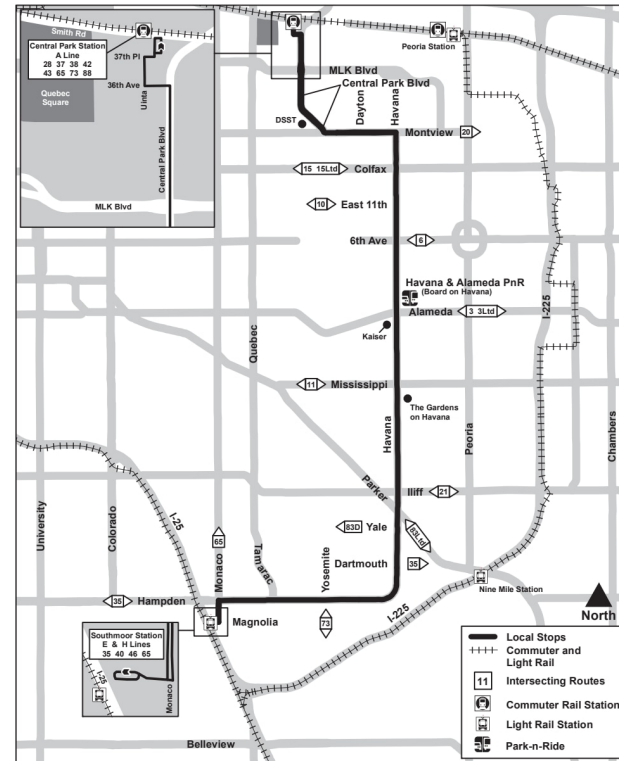 Smith Rd
Central Park Station
A Line
28 37 38 42
43 65 73 88
37th Pl
36th Ave
Uinta
Quebec
Square
Central Park Blvd
MLK Blvd
Peoria Station
MLK Blvd
Central Park Blvd
Dayton
Havana
DSST
Montview
20
15 15Ltd
Colfax
10
East 11th
6th Ave
6
Havana & Alameda PnR
(Board on Havana)
Alameda
3 3Ltd
I-225
Kaiser
Quebec
11
Mississippi
The Gardens
on Havana
Havana
Peoria
Chambers
Parker
Iliff
21
University
Colorado
I-25
65
Monaco
Tamarac
83D
Yale
83Ltd
Yosemite
Dartmouth
35
Nine Mile Station
35
Hampden
Magnolia
73
I-225
North
Southmoor Station
E & H Lines
35 40 46 65
I-25
Monaco
Belleview
Local Stops
Commuter and
Light Rail
11
Intersecting Routes
Commuter Rail Station
Light Rail Station
Park-n-Ride